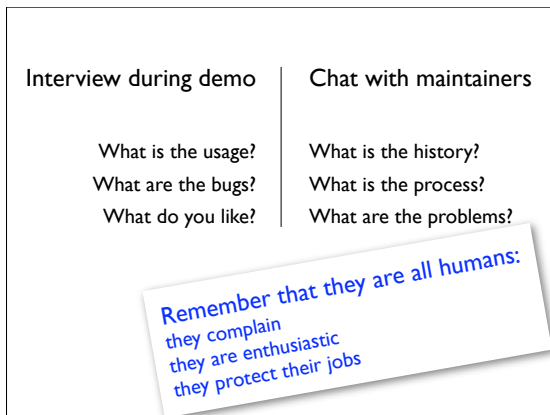 Interview during demo
What is the usage?
What are the bugs?
What do you like?
Chat with maintainers
What is the history?
What is the process?
What are the problems?
Remember that they are all humans:
they complain
they are enthusiastic
they protect their jobs